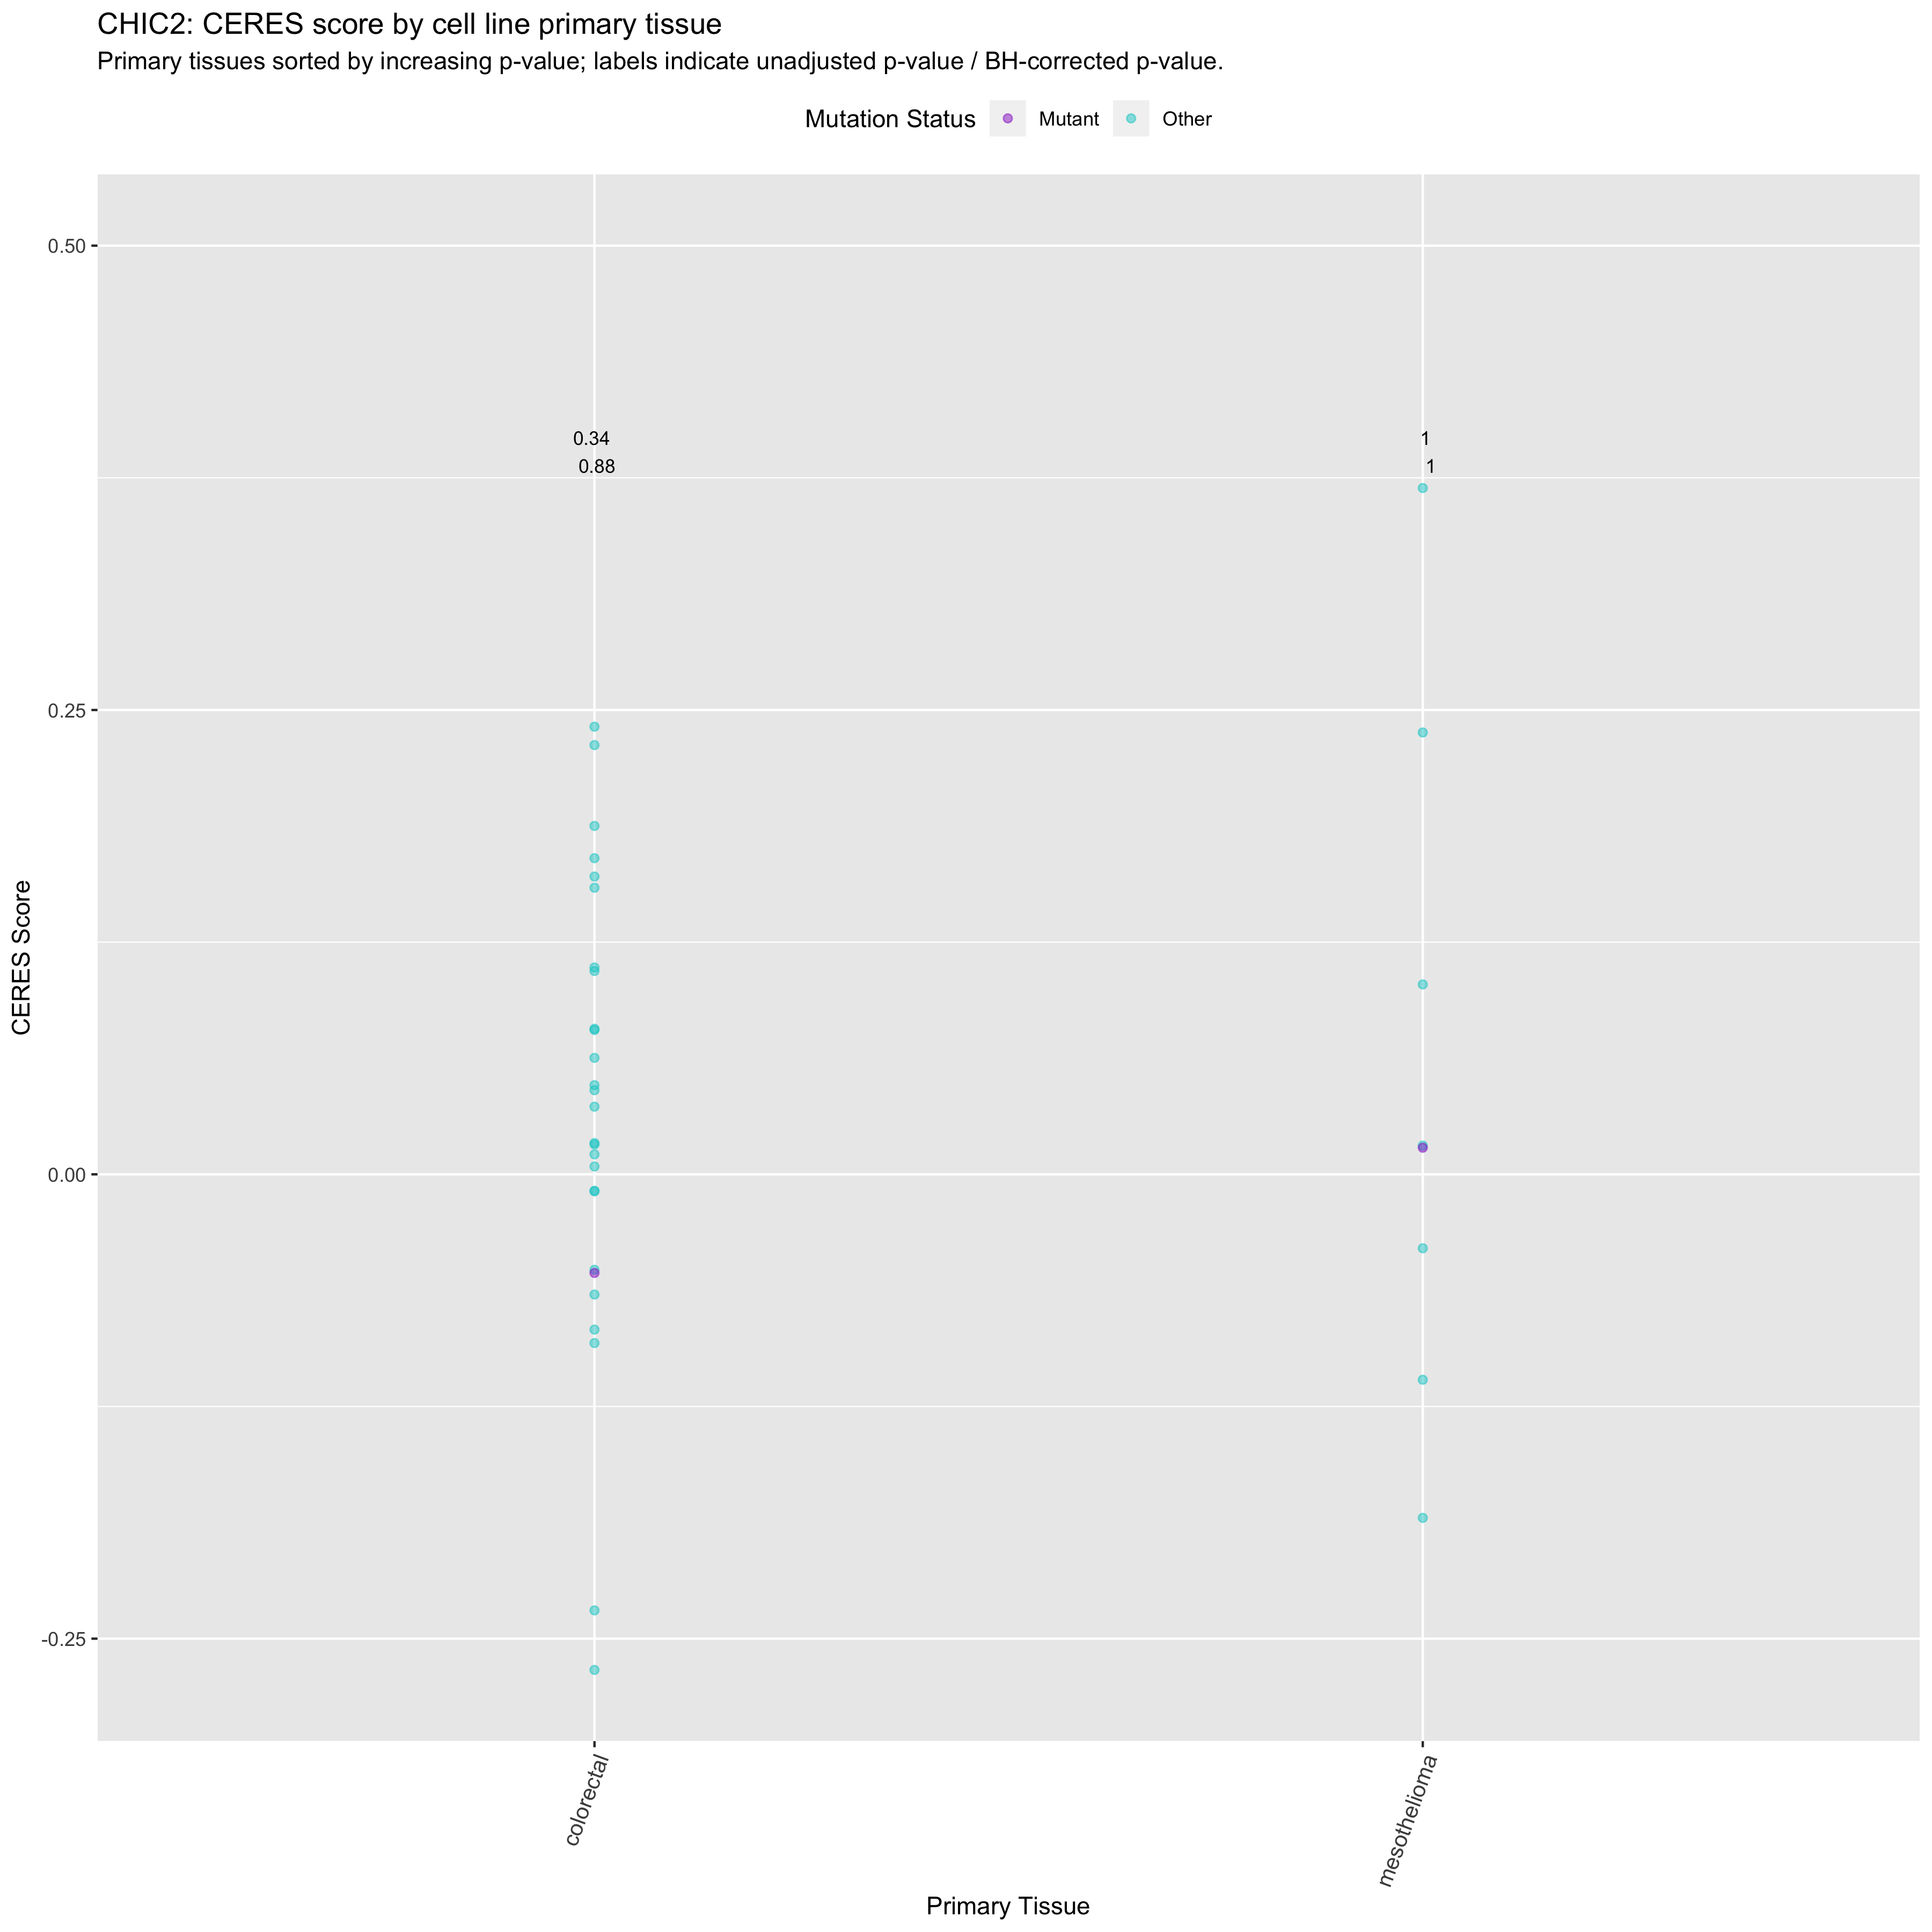 CHIC2: CERES score by cell line primary tissue
Primary tissues sorted by increasing p-value; labels indicate unadjusted p-value / BH-corrected p-value.
Mutation Status Mutant Other
0.50
0.34 1
0.88 1
0.25
CERES Score
0.00
-0.25
colorectal mesothelioma
Primary Tissue